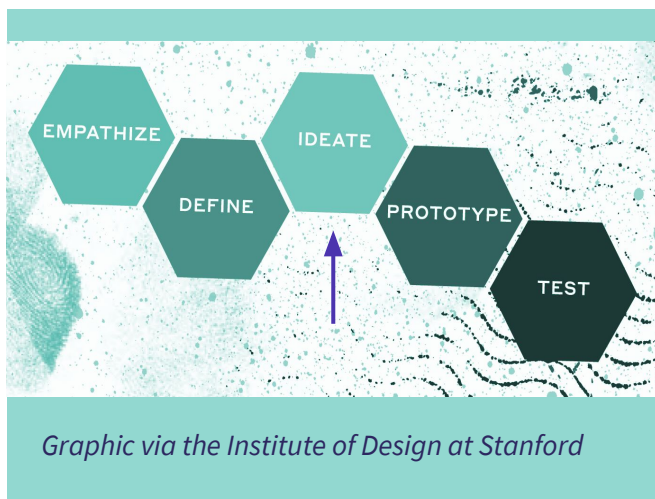 EMPATHIZE
DEFINE
IDEATE
PROTOTYPE
TEST
Graphic via the Institute of Design at Stanford